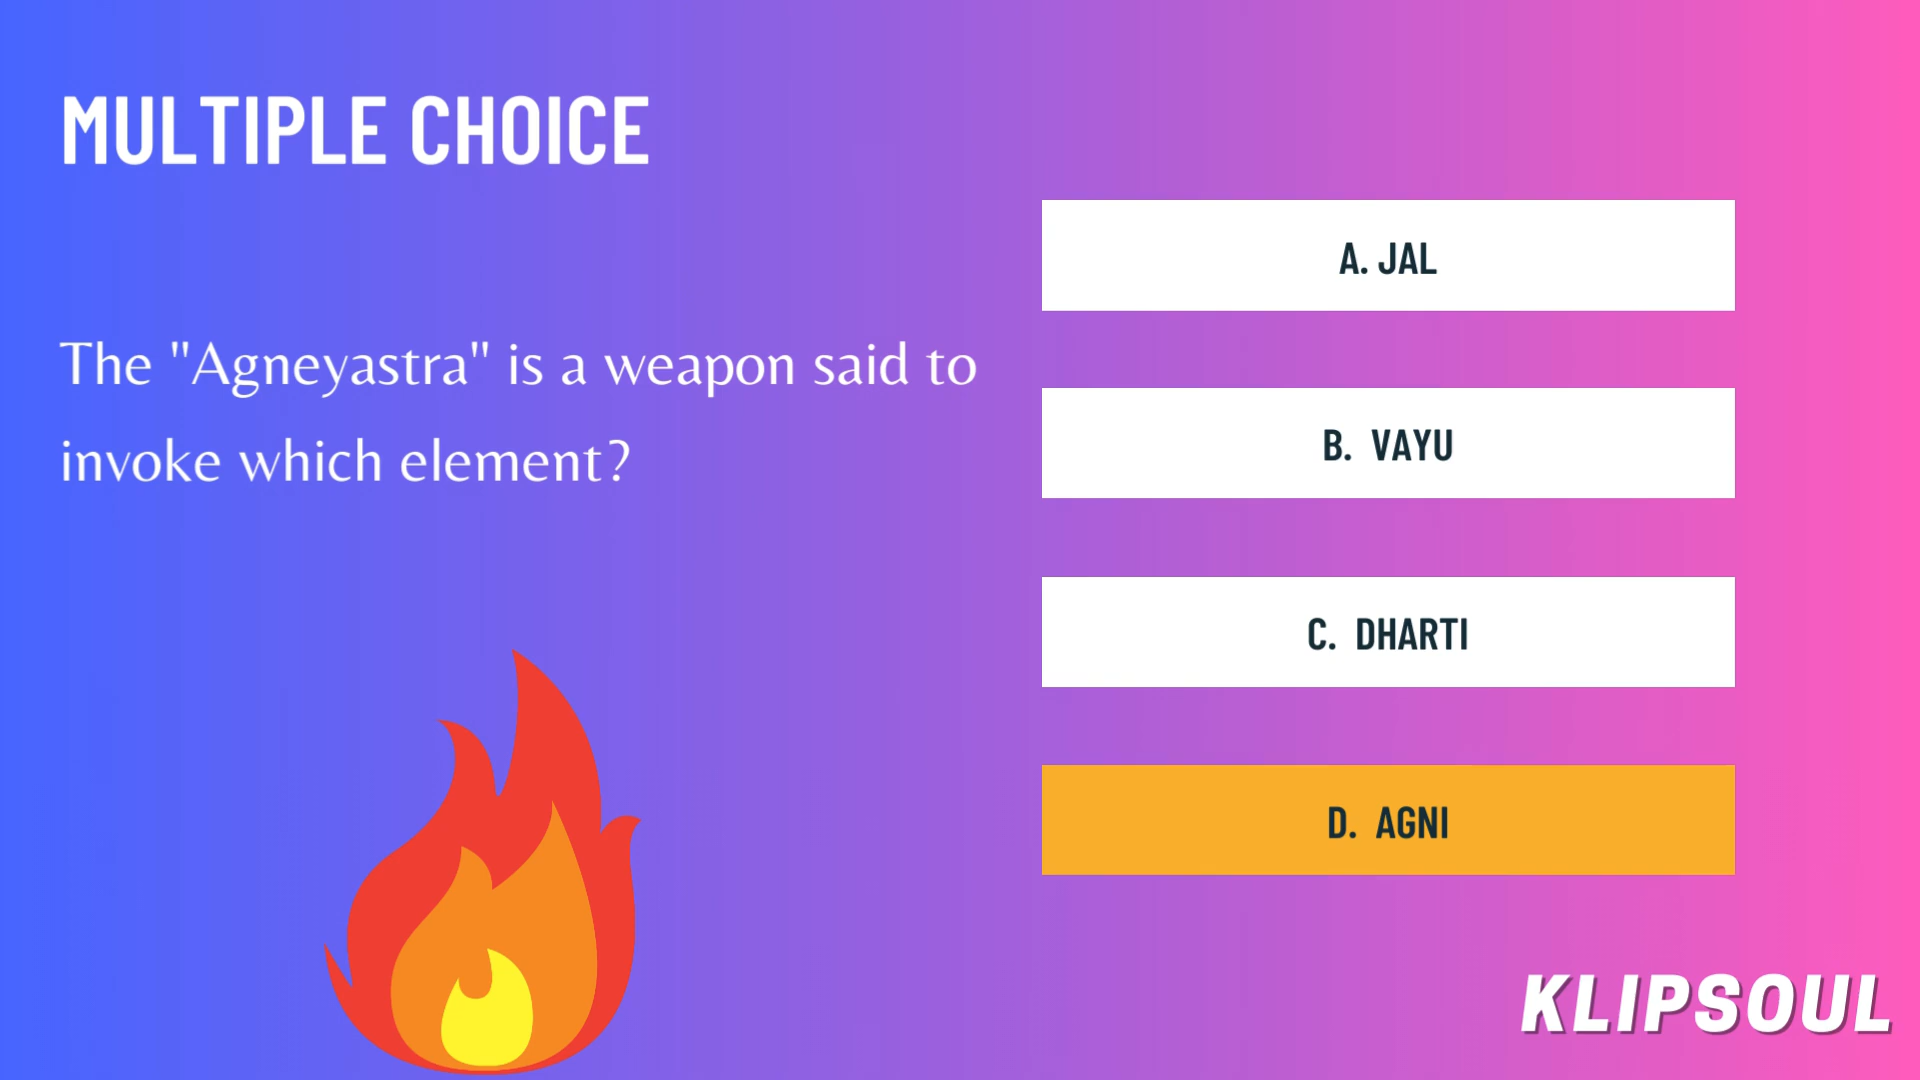 MULTIPLE CHOICE
The "Agneyastra" is a weapon said to
invoke which element?
A. JAL
B. VAYU
C. DHARTI
D. AGNI
KLIPSOUL